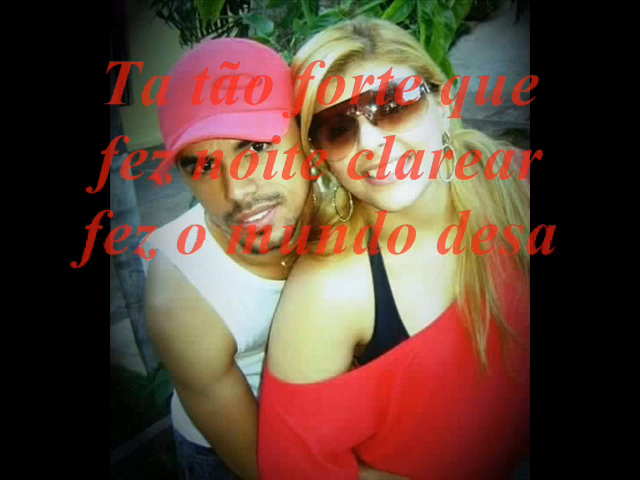 Ta tão forte que
fez noite clarear
fez o mundo desa